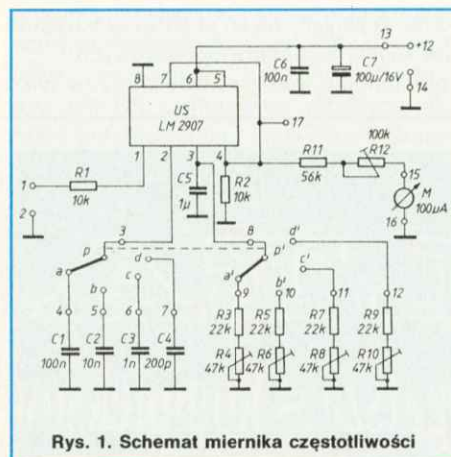 13
+12
C6
100n
C7
100μ/16V
14
8 7 6 5
US
LM 2907
1 2 3 4
17
R11
56k
100k
R12
15
M
100μA
16
1
R1
10k
2
C5
1μ
R2
10k
3
8
p
p'
a
b
c
d
a'
b'
c'
d'
4 5 6 7
9 10 11 12
C1
100n
C2
10n
C3
1n
C4
200p
R3
22k
R5
22k
R7
22k
R9
22k
R4
47k
R6
47k
R8
47k
R10
47k
Rys. 1. Schemat miernika częstotliwości